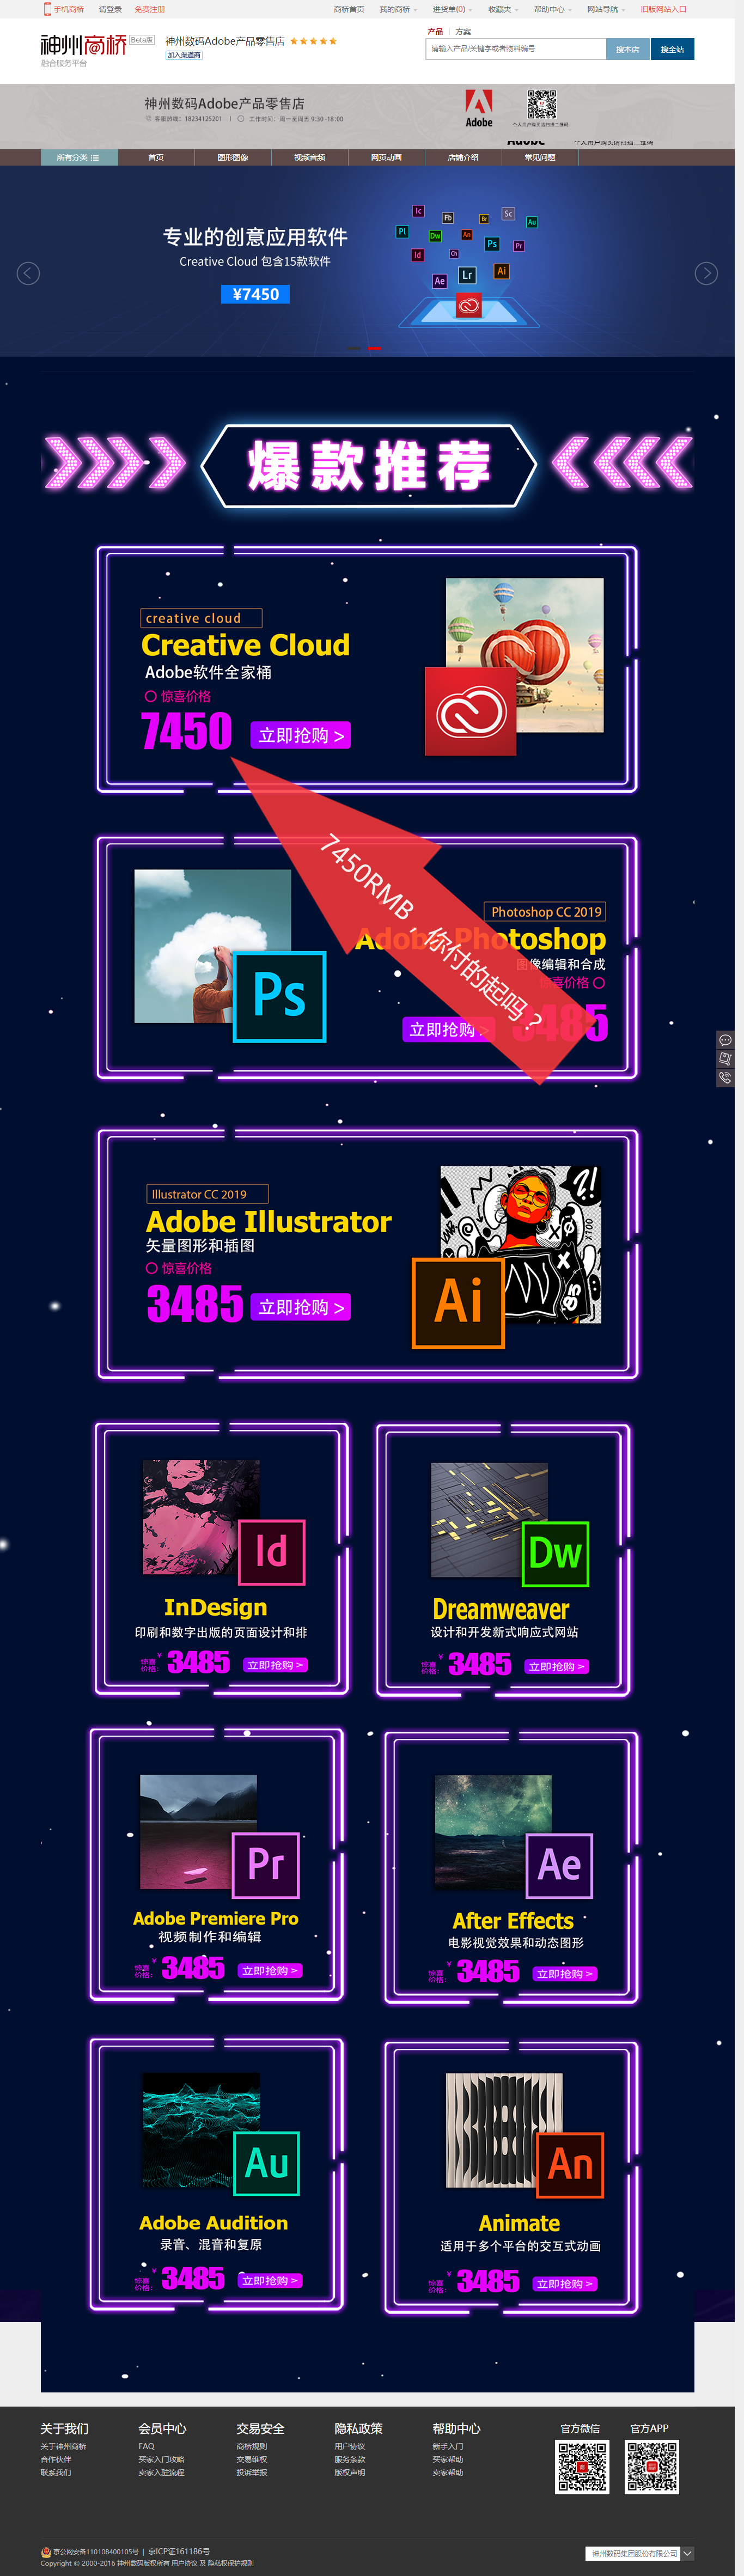 手机商桥 请登录 免费注册 商桥首页 我的商桥 进货单(0) 收藏夹 帮助中心 网站导航 旧版网站入口
神州商桥 Beta版
融合服务平台
神州数码Adobe产品零售店
加入渠道商
产品 | 方案
请输入产品/关键字或者物料编号 搜本店 搜全站
神州数码Adobe产品零售店
客服热线：18234125201 | 工作时间：周一至周五 9:30 -18:00
Adobe
个人用户购买请扫描二维码
所有分类 首页 图形图像 视频音频 网页动画 店铺介绍 常见问题
专业的创意应用软件
Creative Cloud 包含15款软件
¥7450
Ic Fb Br Sc Au
Pl Dw An Ps Pr
Id Ch
Ae Lr Ai
爆款推荐
creative cloud
Creative Cloud
Adobe软件全家桶
惊喜价格
7450 立即抢购 >
7450RMB，你付的起吗？
Photoshop CC 2019
Adobe Photoshop
图像编辑和合成
惊喜价格
Ps
立即抢购 > 3485
Illustrator CC 2019
Adobe Illustrator
矢量图形和插图
惊喜价格
3485 立即抢购 >
Ai
Id
InDesign
印刷和数字出版的页面设计和排
惊喜价格: ¥ 3485 立即抢购 >
Dw
Dreamweaver
设计和开发新式响应式网站
惊喜价格: ¥ 3485 立即抢购 >
Pr
Adobe Premiere Pro
视频制作和编辑
惊喜价格: ¥ 3485 立即抢购 >
Ae
After Effects
电影视觉效果和动态图形
惊喜价格: ¥ 3485 立即抢购 >
Au
Adobe Audition
录音、混音和复原
惊喜价格: ¥ 3485 立即抢购 >
An
Animate
适用于多个平台的交互式动画
惊喜价格: ¥ 3485 立即抢购 >
关于我们 会员中心 交易安全 隐私政策 帮助中心 官方微信 官方APP
关于神州商桥 FAQ 商桥规则 用户协议 新手入门
合作伙伴 买家入门攻略 交易维权 服务条款 买家帮助
联系我们 卖家入驻流程 投诉举报 版权声明 卖家帮助
京公网安备110108400105号 | 京ICP证161186号
Copyright © 2000-2016 神州数码版权所有 用户协议 及 隐私权保护规则
神州数码集团股份有限公司